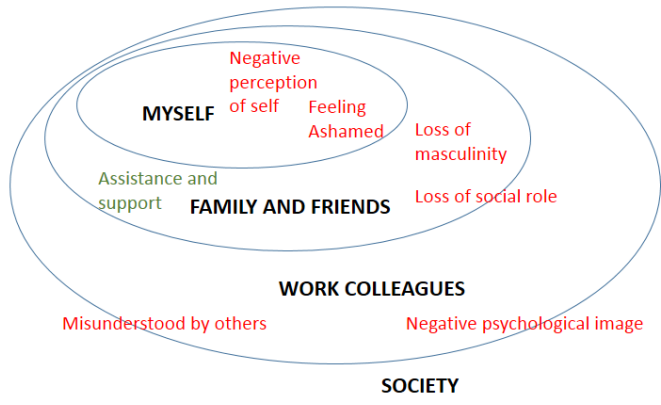 Negative
perception
of self
MYSELF
Feeling
Ashamed
Loss of
masculinity
Assistance and
support
FAMILY AND FRIENDS
Loss of social role
WORK COLLEAGUES
Misunderstood by others
Negative psychological image
SOCIETY